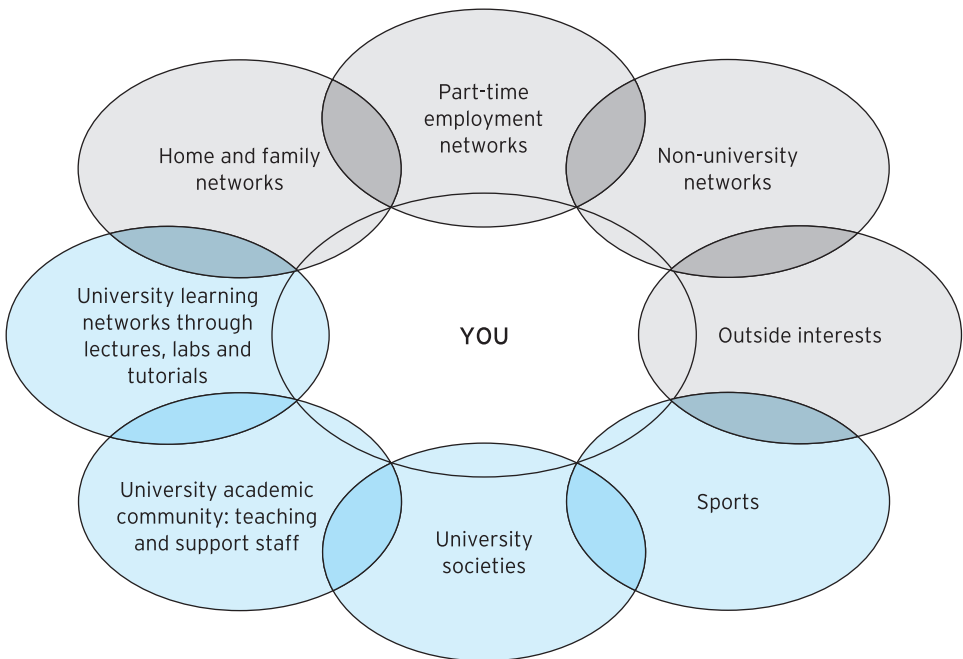 Part-time
employment
networks
Home and family
networks
Non-university
networks
University learning
networks through
lectures, labs and
tutorials
YOU
Outside interests
University academic
community: teaching
and support staff
University
societies
Sports